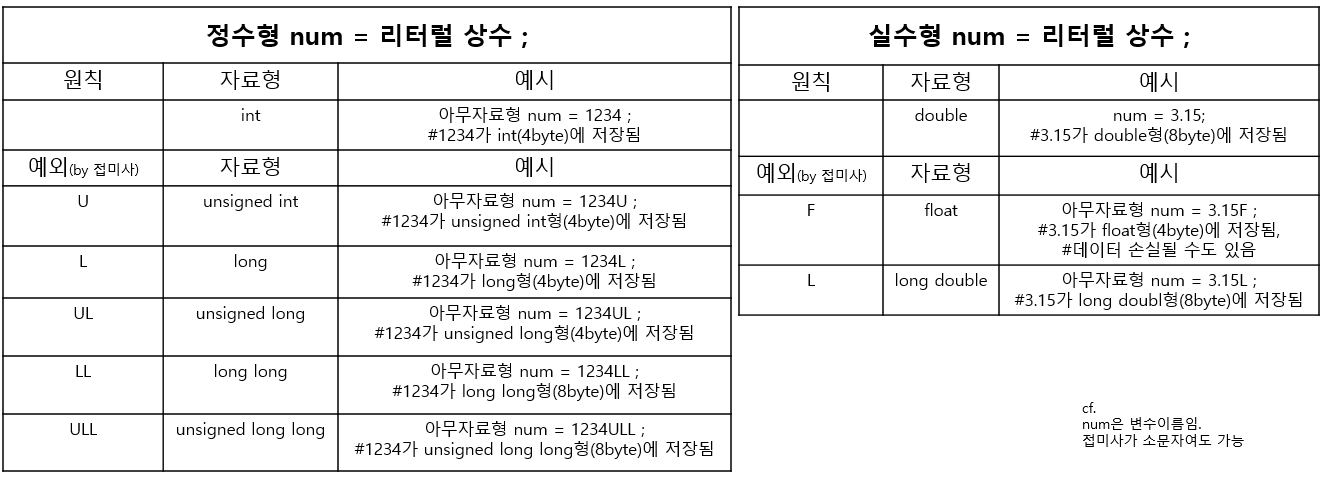 정수형 num = 리터럴 상수 ;
원칙 자료형 예시
int 아무자료형 num = 1234 ;
#1234가 int(4byte)에 저장됨
예외(by 접미사) 자료형 예시
U unsigned int 아무자료형 num = 1234U ;
#1234가 unsigned int형(4byte)에 저장됨
L long 아무자료형 num = 1234L ;
#1234가 long형(4byte)에 저장됨
UL unsigned long 아무자료형 num = 1234UL ;
#1234가 unsigned long형(4byte)에 저장됨
LL long long 아무자료형 num = 1234LL ;
#1234가 long long형(8byte)에 저장됨
ULL unsigned long long 아무자료형 num = 1234ULL ;
#1234가 unsigned long long형(8byte)에 저장됨
실수형 num = 리터럴 상수 ;
원칙 자료형 예시
double num = 3.15;
#3.15가 double형(8byte)에 저장됨
예외(by 접미사) 자료형 예시
F float 아무자료형 num = 3.15F ;
#3.15가 float형(4byte)에 저장됨,
#데이터 손실될 수도 있음
L long double 아무자료형 num = 3.15L ;
#3.15가 long doubl형(8byte)에 저장됨
cf.
num은 변수이름임.
접미사가 소문자여도 가능